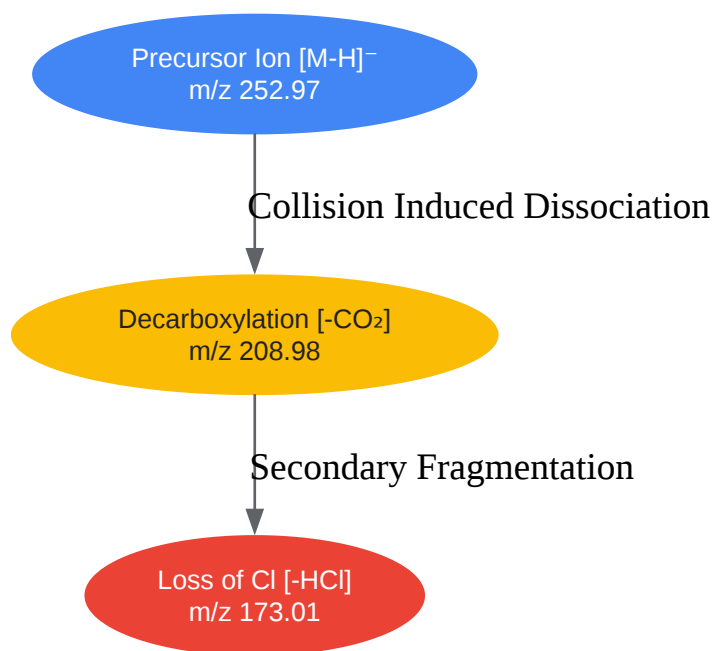 Precursor Ion [M-H]⁻
m/z 252.97
Collision Induced Dissociation
Decarboxylation [-CO₂]
m/z 208.98
Secondary Fragmentation
Loss of Cl [-HCl]
m/z 173.01